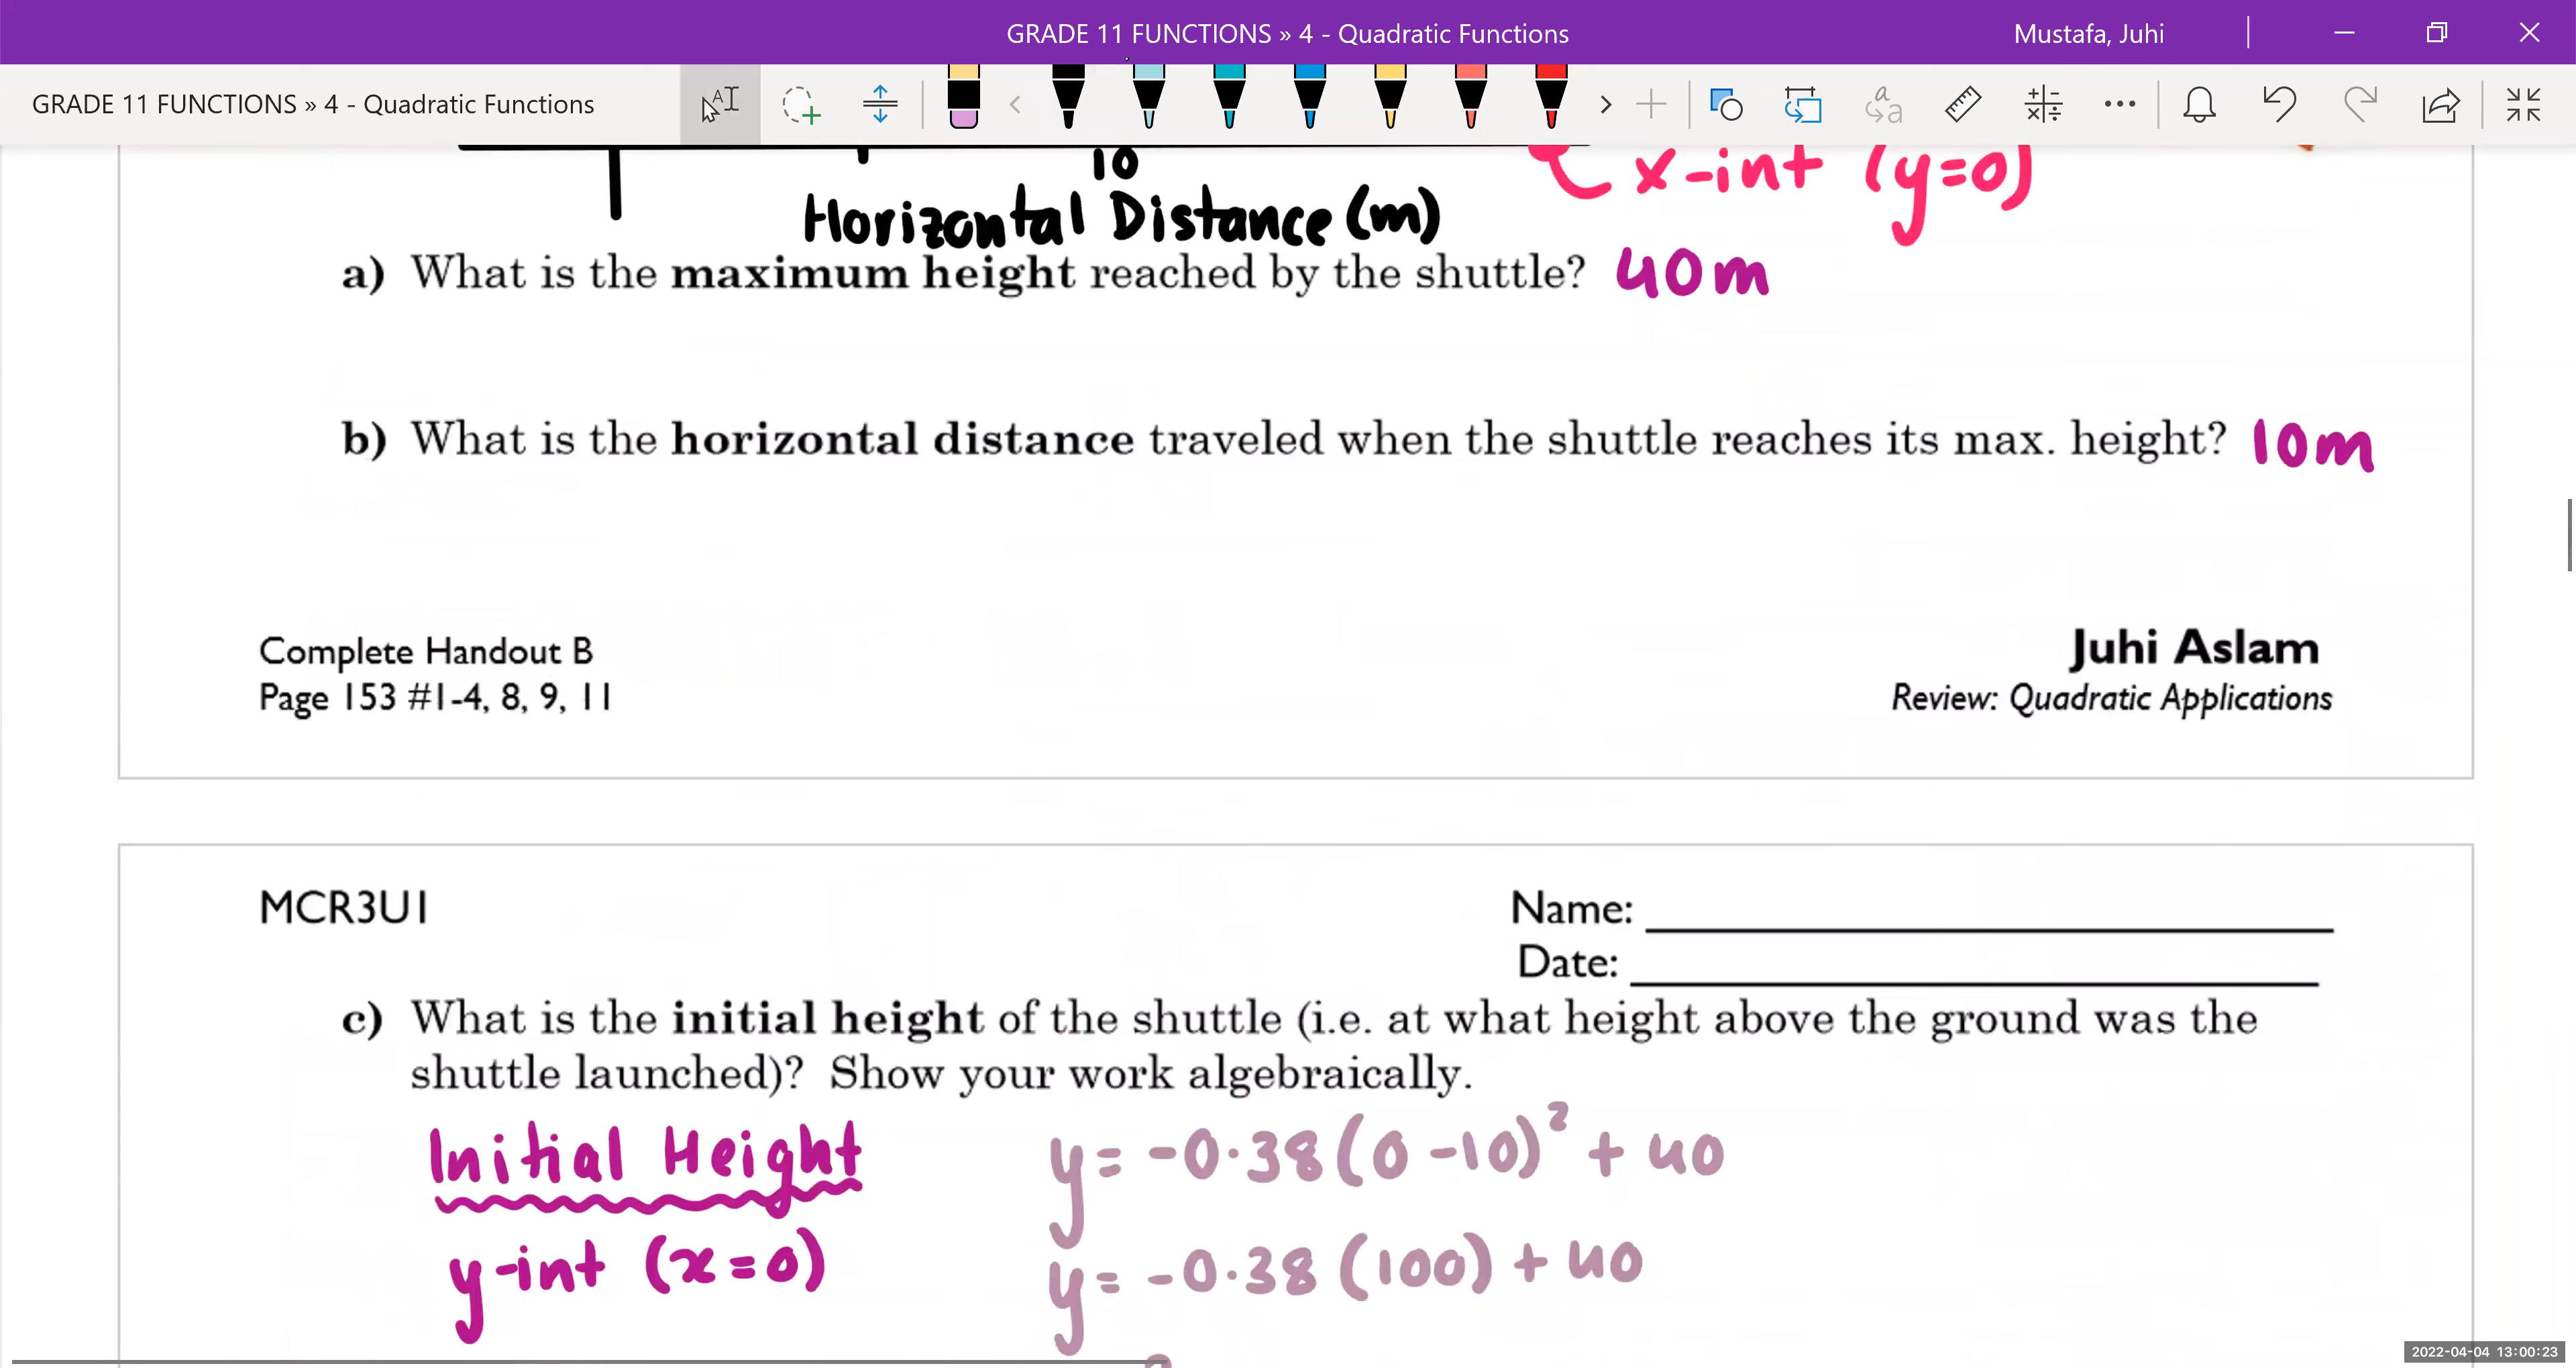 GRADE 11 FUNCTIONS » 4 - Quadratic Functions
Mustafa, Juhi
GRADE 11 FUNCTIONS » 4 - Quadratic Functions
10
x-int (y=0)
Horizontal Distance (m)
a) What is the maximum height reached by the shuttle? 40m
b) What is the horizontal distance traveled when the shuttle reaches its max. height? 10m
Complete Handout B
Page 153 #1-4, 8, 9, 11
Juhi Aslam
Review: Quadratic Applications
MCR3U1
Name:
Date:
c) What is the initial height of the shuttle (i.e. at what height above the ground was the
shuttle launched)? Show your work algebraically.
Initial Height
y = -0.38(0-10)² + 40
y-int (x=0)
y = -0.38(100) + 40
2022-04-04 13:00:23